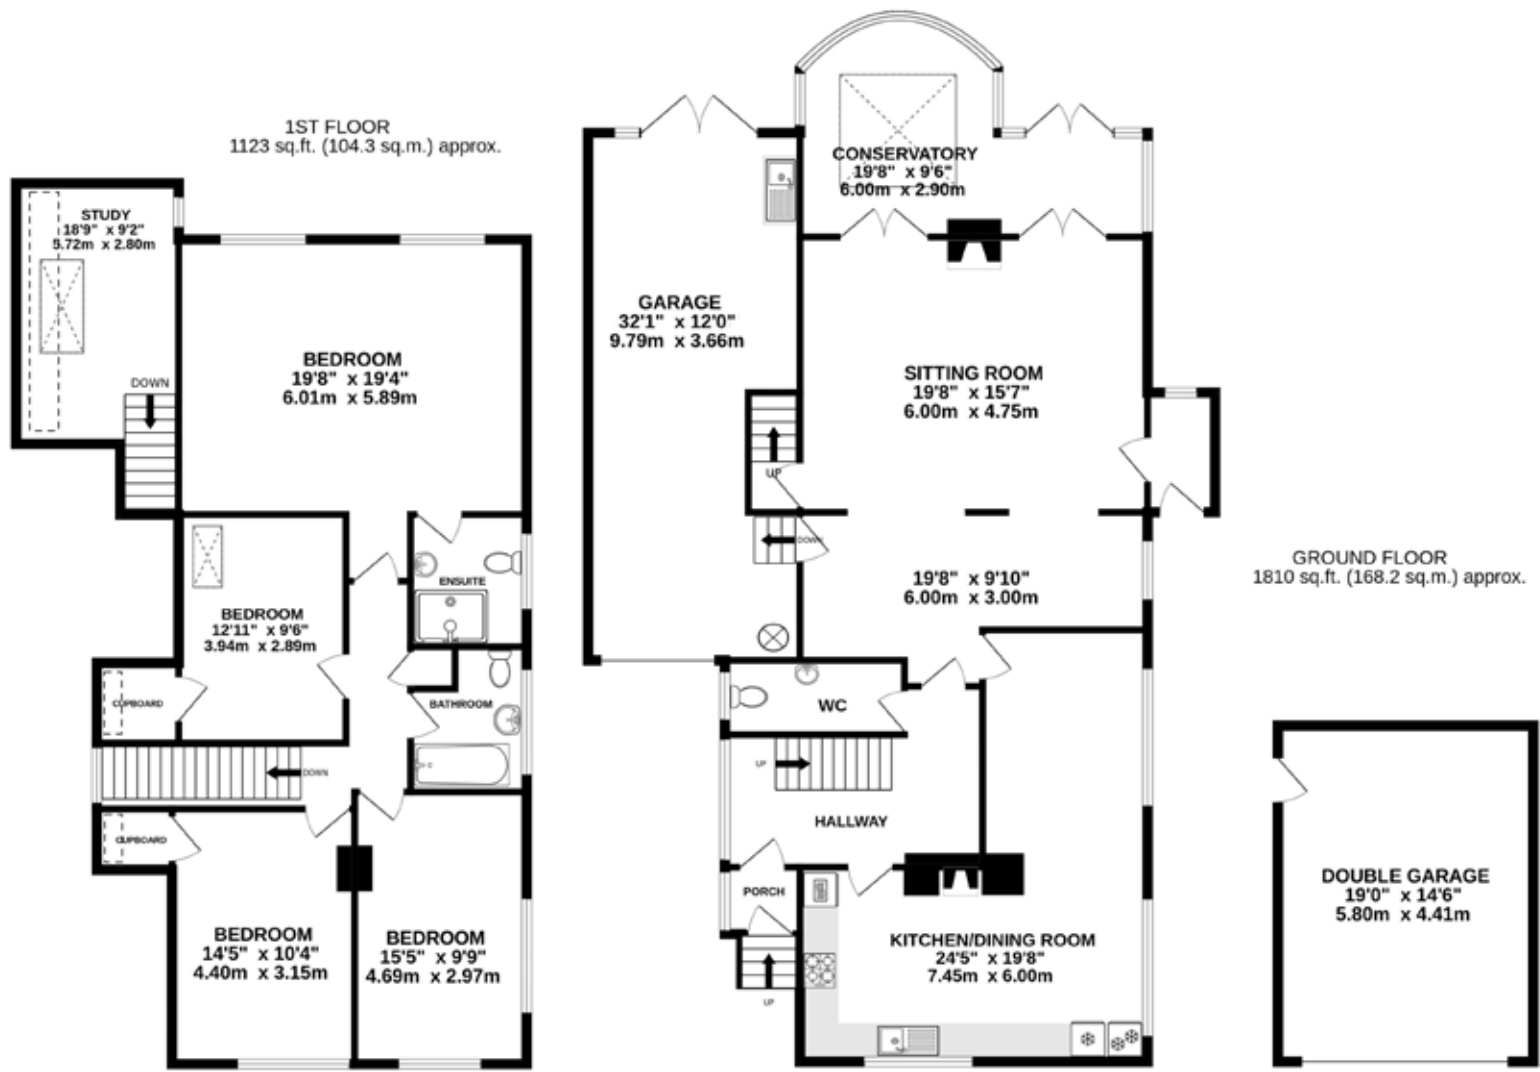 1ST FLOOR
1123 sq.ft. (104.3 sq.m.) approx.
STUDY
18'9" x 9'2"
5.72m x 2.80m
DOWN
BEDROOM
19'8" x 19'4"
6.01m x 5.89m
ENSUITE
BEDROOM
12'11" x 9'6"
3.94m x 2.89m
CUPBOARD
BATHROOM
DOWN
CUPBOARD
BEDROOM
14'5" x 10'4"
4.40m x 3.15m
BEDROOM
15'5" x 9'9"
4.69m x 2.97m
CONSERVATORY
19'8" x 9'6"
6.00m x 2.90m
GARAGE
32'1" x 12'0"
9.79m x 3.66m
SITTING ROOM
19'8" x 15'7"
6.00m x 4.75m
UP
DOWN
19'8" x 9'10"
6.00m x 3.00m
WC
UP
HALLWAY
PORCH
UP
KITCHEN/DINING ROOM
24'5" x 19'8"
7.45m x 6.00m
GROUND FLOOR
1810 sq.ft. (168.2 sq.m.) approx.
DOUBLE GARAGE
19'0" x 14'6"
5.80m x 4.41m